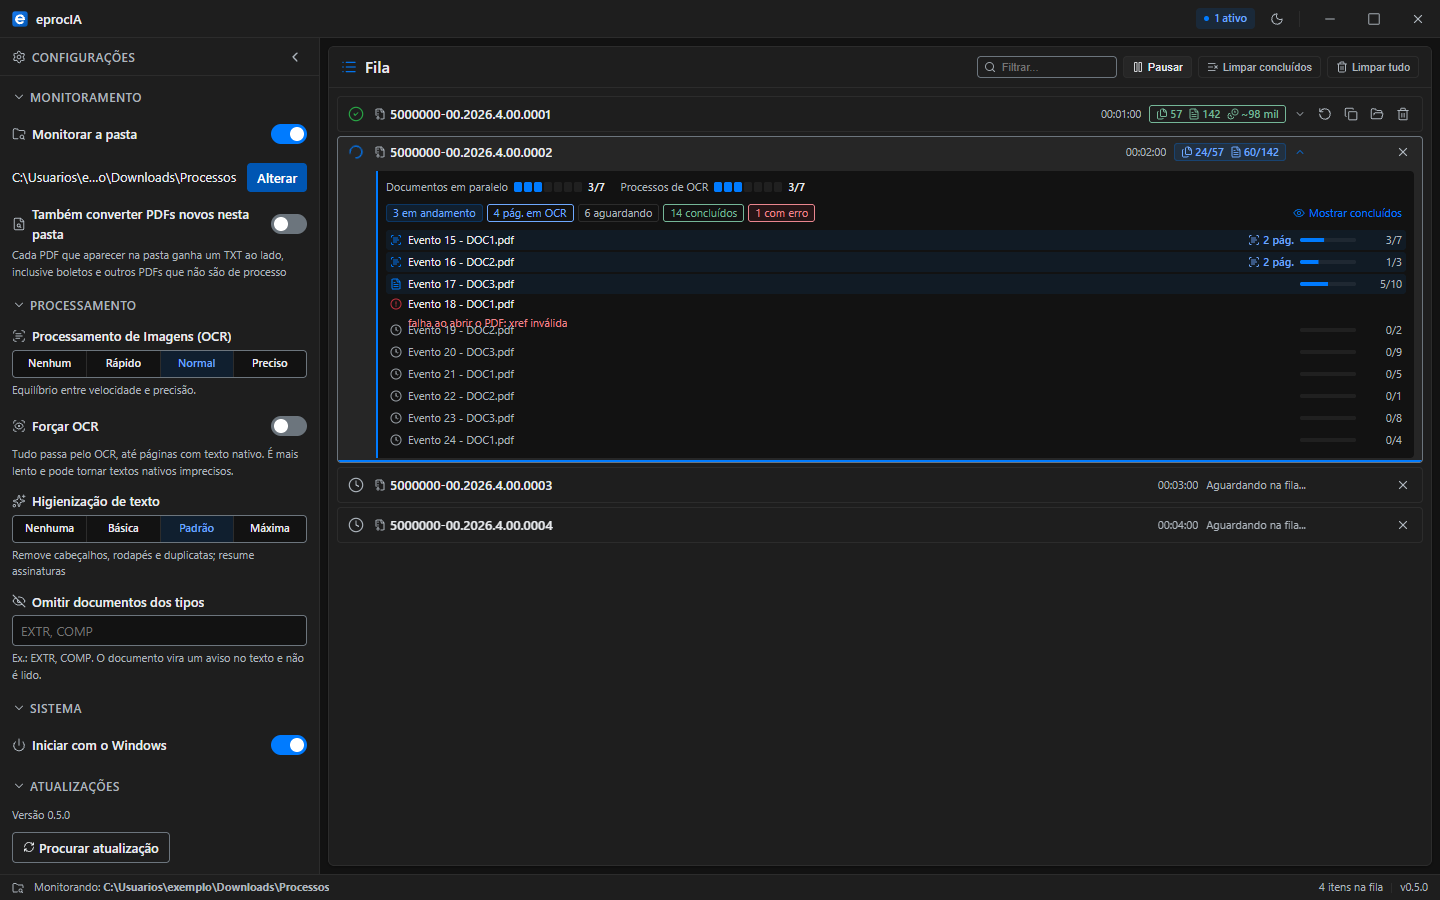 eprocIA
1 ativo
CONFIGURAÇÕES
MONITORAMENTO
Monitorar a pasta
C:\Usuarios\e...o\Downloads\Processos
Alterar
Também converter PDFs novos nesta
pasta
Cada PDF que aparecer na pasta ganha um TXT ao lado,
inclusive boletos e outros PDFs que não são de processo
PROCESSAMENTO
Processamento de Imagens (OCR)
Nenhum Rápido Normal Preciso
Equilíbrio entre velocidade e precisão.
Forçar OCR
Tudo passa pelo OCR, até páginas com texto nativo. É mais
lento e pode tornar textos nativos imprecisos.
Higienização de texto
Nenhuma Básica Padrão Máxima
Remove cabeçalhos, rodapés e duplicatas; resume
assinaturas
Omitir documentos dos tipos
EXTR, COMP
Ex.: EXTR, COMP. O documento vira um aviso no texto e não
é lido.
SISTEMA
Iniciar com o Windows
ATUALIZAÇÕES
Versão 0.5.0
Procurar atualização
Fila
Filtrar...
Pausar
Limpar concluídos
Limpar tudo
5000000-00.2026.4.00.0001 00:01:00 57 142 ~98 mil
5000000-00.2026.4.00.0002 00:02:00 24/57 60/142
Documentos em paralelo 3/7 Processos de OCR 3/7
3 em andamento 4 pág. em OCR 6 aguardando 14 concluídos 1 com erro Mostrar concluídos
Evento 15 - DOC1.pdf 2 pág. 3/7
Evento 16 - DOC2.pdf 2 pág. 1/3
Evento 17 - DOC3.pdf 5/10
Evento 18 - DOC1.pdf
falha ao abrir o PDF: xref inválida
Evento 19 - DOC2.pdf 0/2
Evento 20 - DOC3.pdf 0/9
Evento 21 - DOC1.pdf 0/5
Evento 22 - DOC2.pdf 0/1
Evento 23 - DOC3.pdf 0/8
Evento 24 - DOC1.pdf 0/4
5000000-00.2026.4.00.0003 00:03:00 Aguardando na fila...
5000000-00.2026.4.00.0004 00:04:00 Aguardando na fila...
Monitorando: C:\Usuarios\exemplo\Downloads\Processos
4 itens na fila v0.5.0